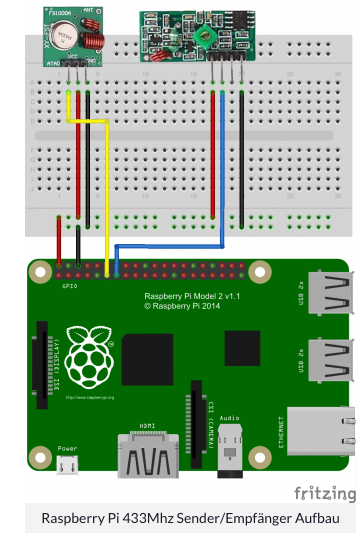 FS1000A
ANT
VCC
ATAD
GPIO
Raspberry Pi Model 2 v1.1
© Raspberry Pi 2014
DSI (DISPLAY)
http://www.raspberrypi.org
CSI (CAMERA)
USB 2x
USB 2x
Audio
ETHERNET
HDMI
Power
fritzing
Raspberry Pi 433Mhz Sender/Empfänger Aufbau